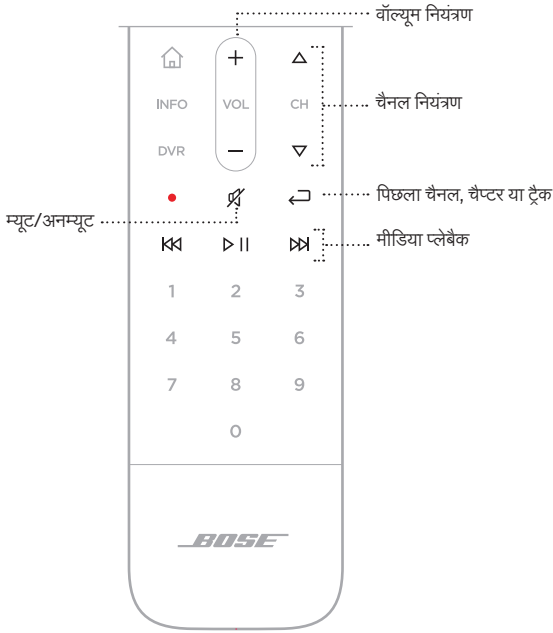 वॉल्यूम नियंत्रण
INFO VOL CH
चैनल नियंत्रण
DVR
पिछला चैनल, चैप्टर या ट्रैक
म्यूट/अनम्यूट
मीडिया प्लेबैक
1 2 3
4 5 6
7 8 9
0
BOSE